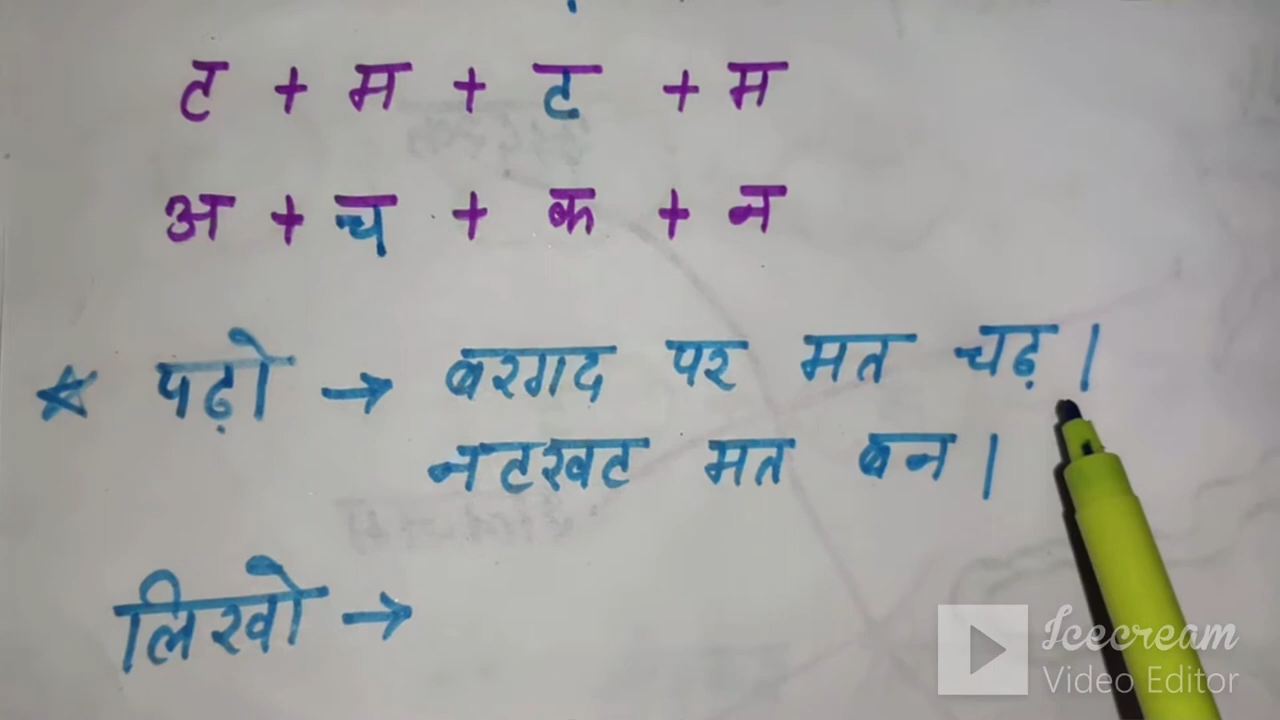 ट + म + ट + म
अ + च + क + न
* पढ़ो → बरगद पर मत चढ़।
नटखट मत बन।
लिखो →
Icecream
Video Editor